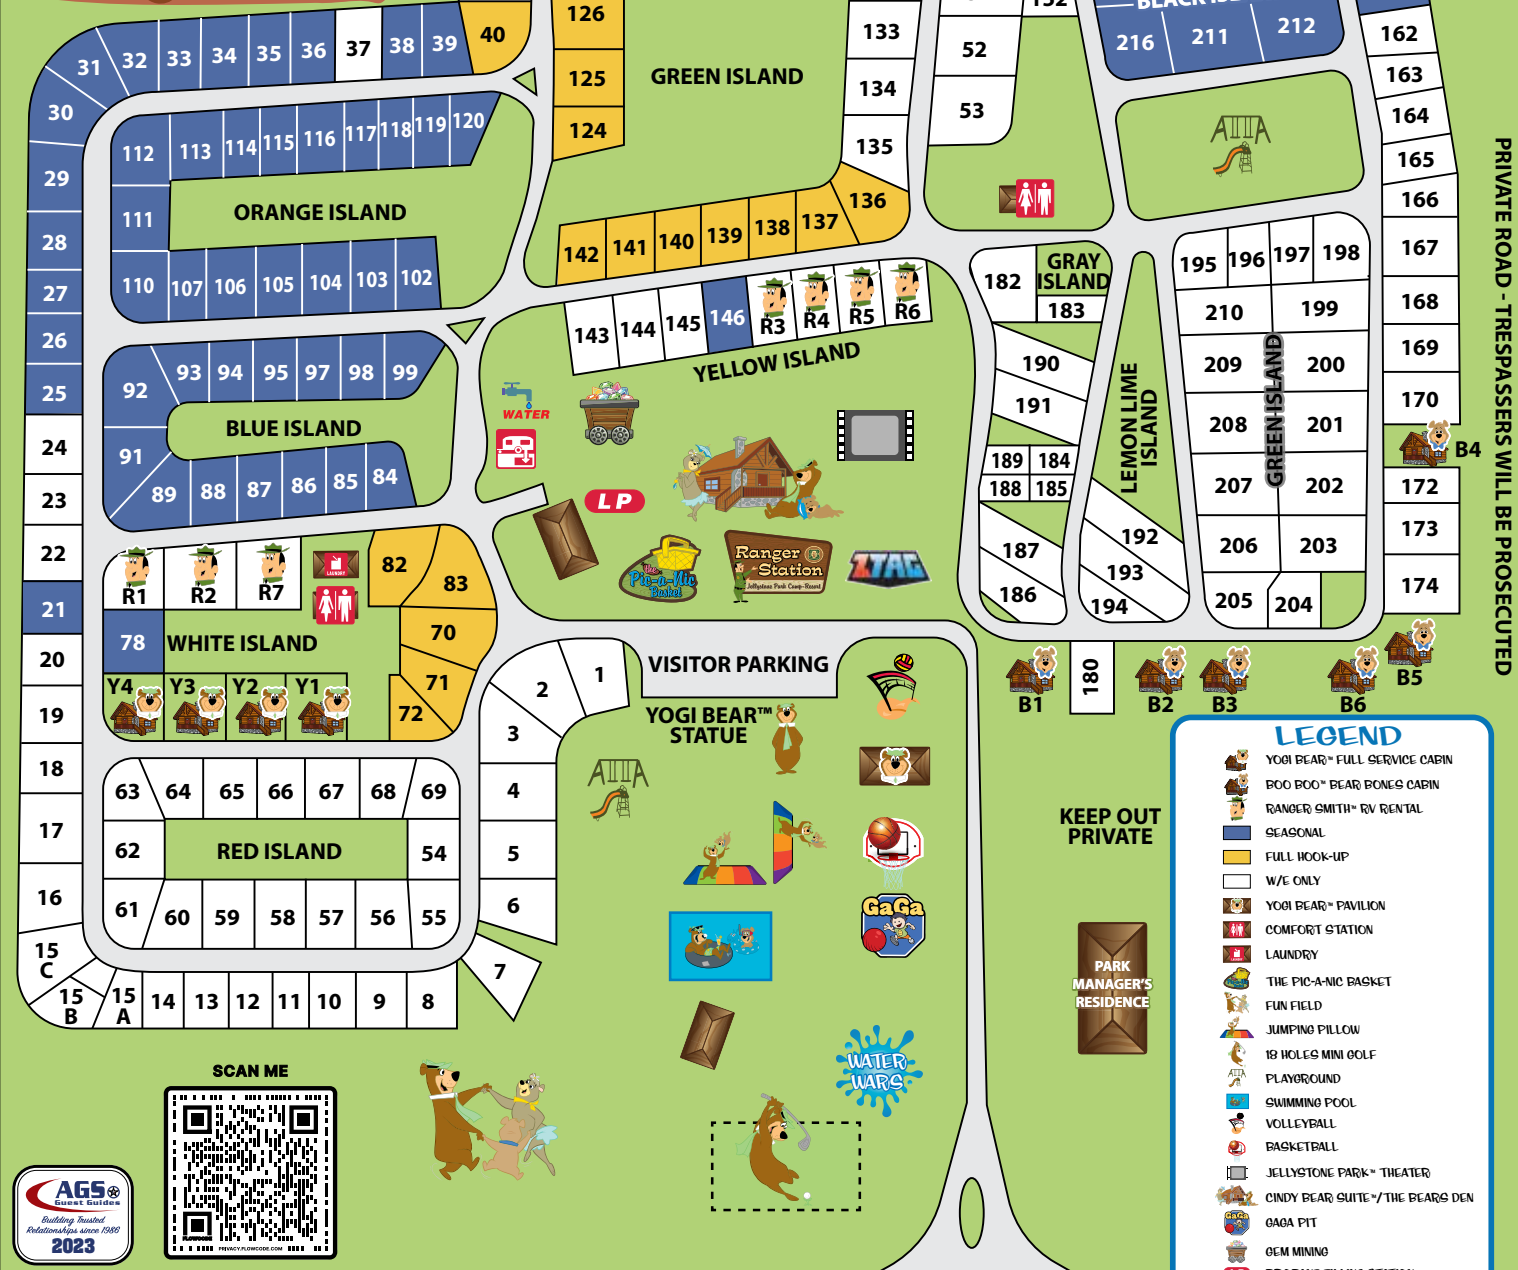 40
39
38
37
36
35
34
33
32
31
30
29
28
27
26
25
24
23
22
21
20
19
18
17
16
15
C
15
B
15
A
14
13
12
11
10
9
8
7
6
5
4
3
2
1
126
125
124
GREEN ISLAND
133
134
135
136
137
138
139
140
141
142
52
53
152
BLACK IS
216
211
212
162
163
164
165
166
167
168
169
170
B4
172
173
174
B5
PRIVATE ROAD - TRESPASSERS WILL BE PROSECUTED
112
113
114
115
116
117
118
119
120
111
ORANGE ISLAND
110
107
106
105
104
103
102
92
93
94
95
97
98
99
BLUE ISLAND
91
89
88
87
86
85
84
143
144
145
146
R3
R4
R5
R6
YELLOW ISLAND
WATER
LP
The
Pic-a-Nic
Basket
Ranger
Station
Jellystone Park Camp-Resort
LTAG
182
GRAY
ISLAND
183
190
191
189
184
188
185
187
186
LEMON LIME
ISLAND
192
193
194
195
196
197
198
210
199
209
200
208
201
207
202
206
203
205
204
GREEN ISLAND
R1
R2
R7
LAUNDRY
82
83
70
71
72
78
WHITE ISLAND
Y4
Y3
Y2
Y1
63
64
65
66
67
68
69
62
RED ISLAND
54
61
60
59
58
57
56
55
VISITOR PARKING
YOGI BEAR™
STATUE
GaGa
WATER
WARS
B1
180
B2
B3
B6
KEEP OUT
PRIVATE
PARK
MANAGER'S
RESIDENCE
LEGEND
YOGI BEAR™ FULL SERVICE CABIN
BOO BOO™ BEAR BONES CABIN
RANGER SMITH™ RV RENTAL
SEASONAL
FULL HOOK-UP
W/E ONLY
YOGI BEAR™ PAVILION
COMFORT STATION
LAUNDRY
THE PIC-A-NIC BASKET
FUN FIELD
JUMPING PILLOW
18 HOLES MINI GOLF
PLAYGROUND
SWIMMING POOL
VOLLEYBALL
BASKETBALL
JELLYSTONE PARK™ THEATER
CINDY BEAR SUITE™/THE BEARS DEN
GAGA PIT
GEM MINING
SCAN ME
FLOWCODE
PRIVACY.FLOWCODE.COM
AGS
Guest Guides
Building Trusted
Relationships since 1986
2023